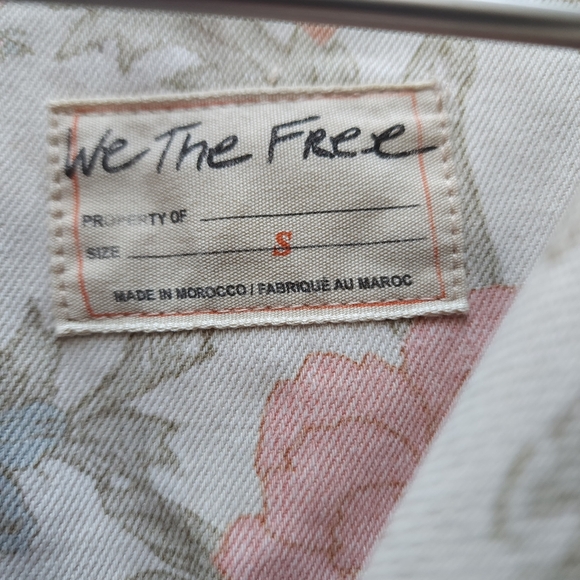 We The Free
PROPERTY OF
SIZE S
MADE IN MOROCCO / FABRIQUÉ AU MAROC